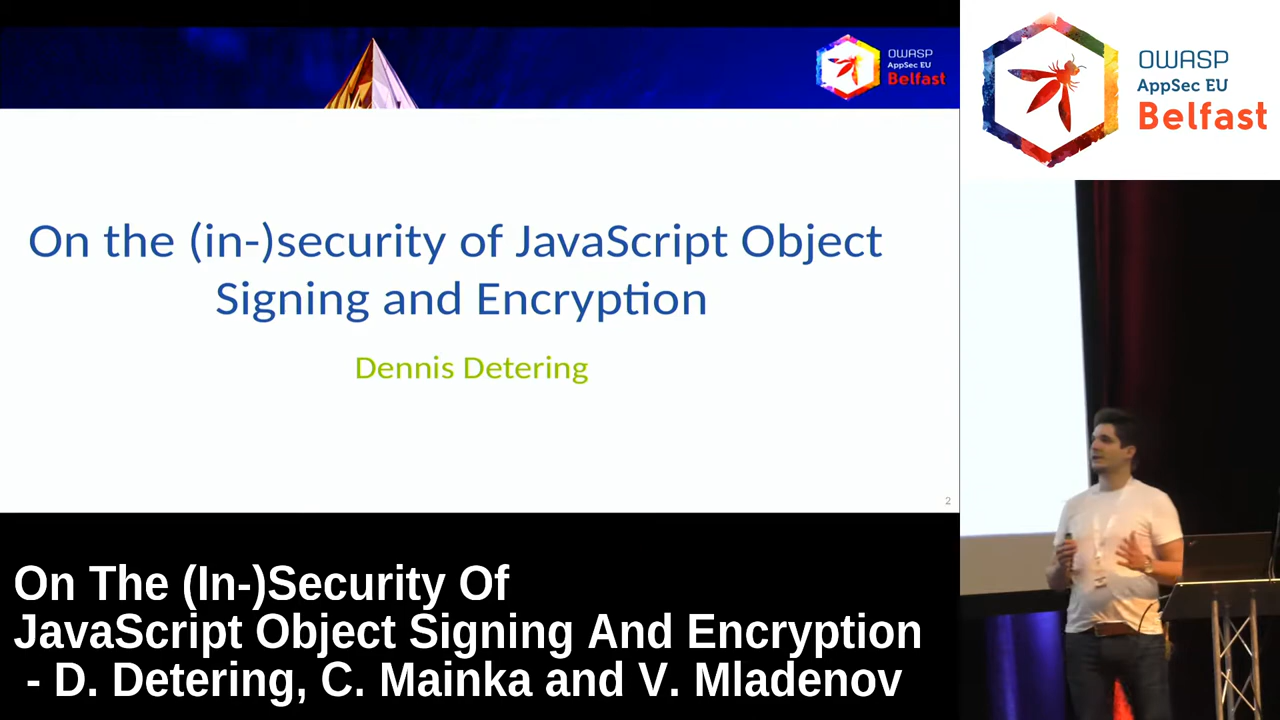 OWASP
AppSec EU
Belfast
On the (in-)security of JavaScript Object
Signing and Encryption
Dennis Detering
2
On The (In-)Security Of
JavaScript Object Signing And Encryption
- D. Detering, C. Mainka and V. Mladenov
OWASP
AppSec EU
Belfast